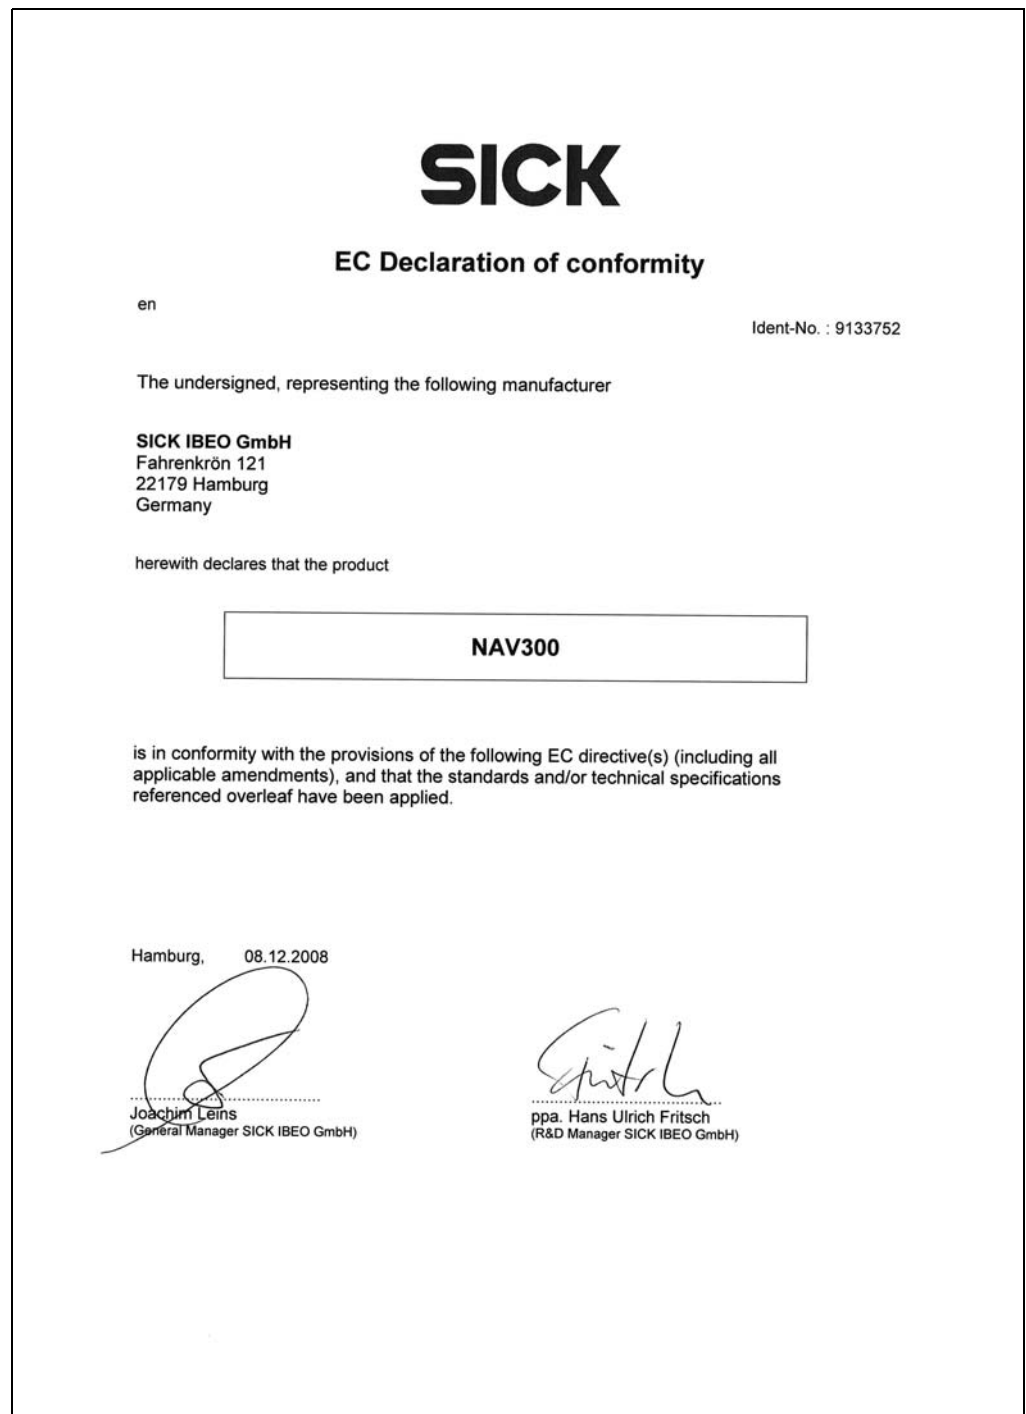 SICK
EC Declaration of conformity
en
Ident-No. : 9133752
The undersigned, representing the following manufacturer
SICK IBEO GmbH
Fahrenkrön 121
22179 Hamburg
Germany
herewith declares that the product
NAV300
is in conformity with the provisions of the following EC directive(s) (including all
applicable amendments), and that the standards and/or technical specifications
referenced overleaf have been applied.
Hamburg, 08.12.2008
Joachim Leins
(General Manager SICK IBEO GmbH)
ppa. Hans Ulrich Fritsch
(R&D Manager SICK IBEO GmbH)